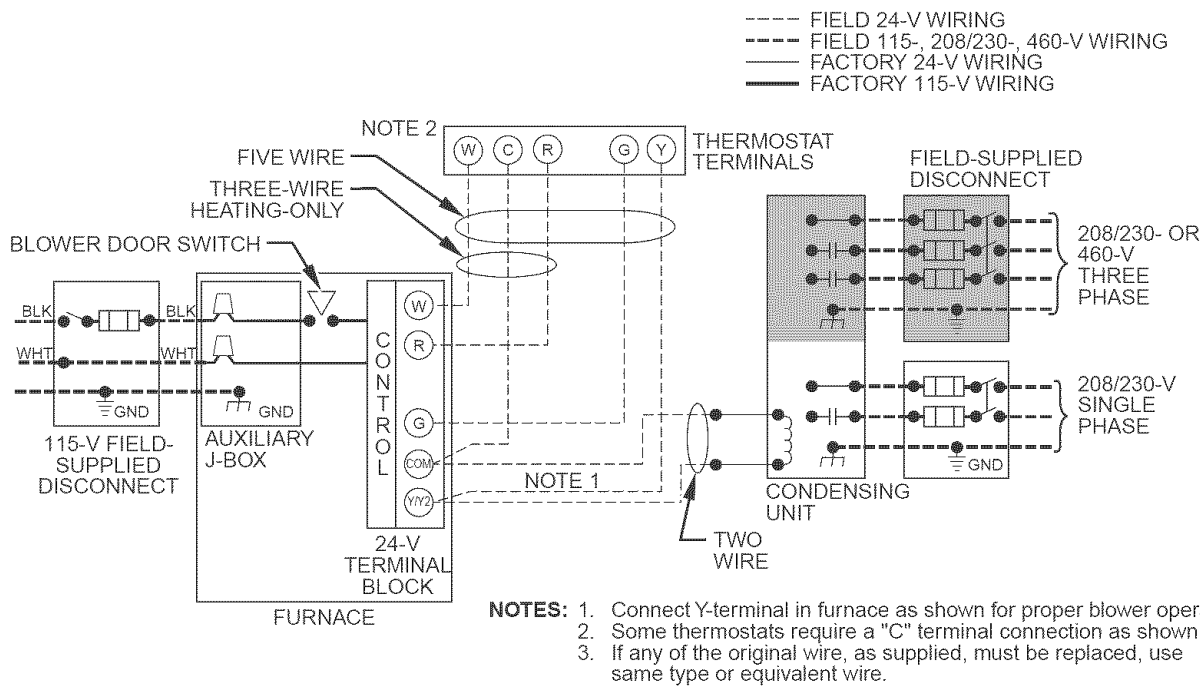 FIELD 24-V WIRING
FIELD 115-, 208/230-, 460-V WIRING
FACTORY 24-V WIRING
FACTORY 115-V WIRING
NOTE 2
W C R G Y
THERMOSTAT
TERMINALS
FIVE WIRE
THREE-WIRE
HEATING-ONLY
BLOWER DOOR SWITCH
FIELD-SUPPLIED
DISCONNECT
208/230- OR
460-V
THREE
PHASE
BLK
BLK
WHT
WHT
GND
GND
115-V FIELD-
SUPPLIED
DISCONNECT
AUXILIARY
J-BOX
CONTROL
W
R
G
COM
Y/Y2
24-V
TERMINAL
BLOCK
FURNACE
NOTE 1
TWO
WIRE
CONDENSING
UNIT
208/230-V
SINGLE
PHASE
GND
NOTES: 1. Connect Y-terminal in furnace as shown for proper blower oper
2. Some thermostats require a "C" terminal connection as shown
3. If any of the original wire, as supplied, must be replaced, use
same type or equivalent wire.